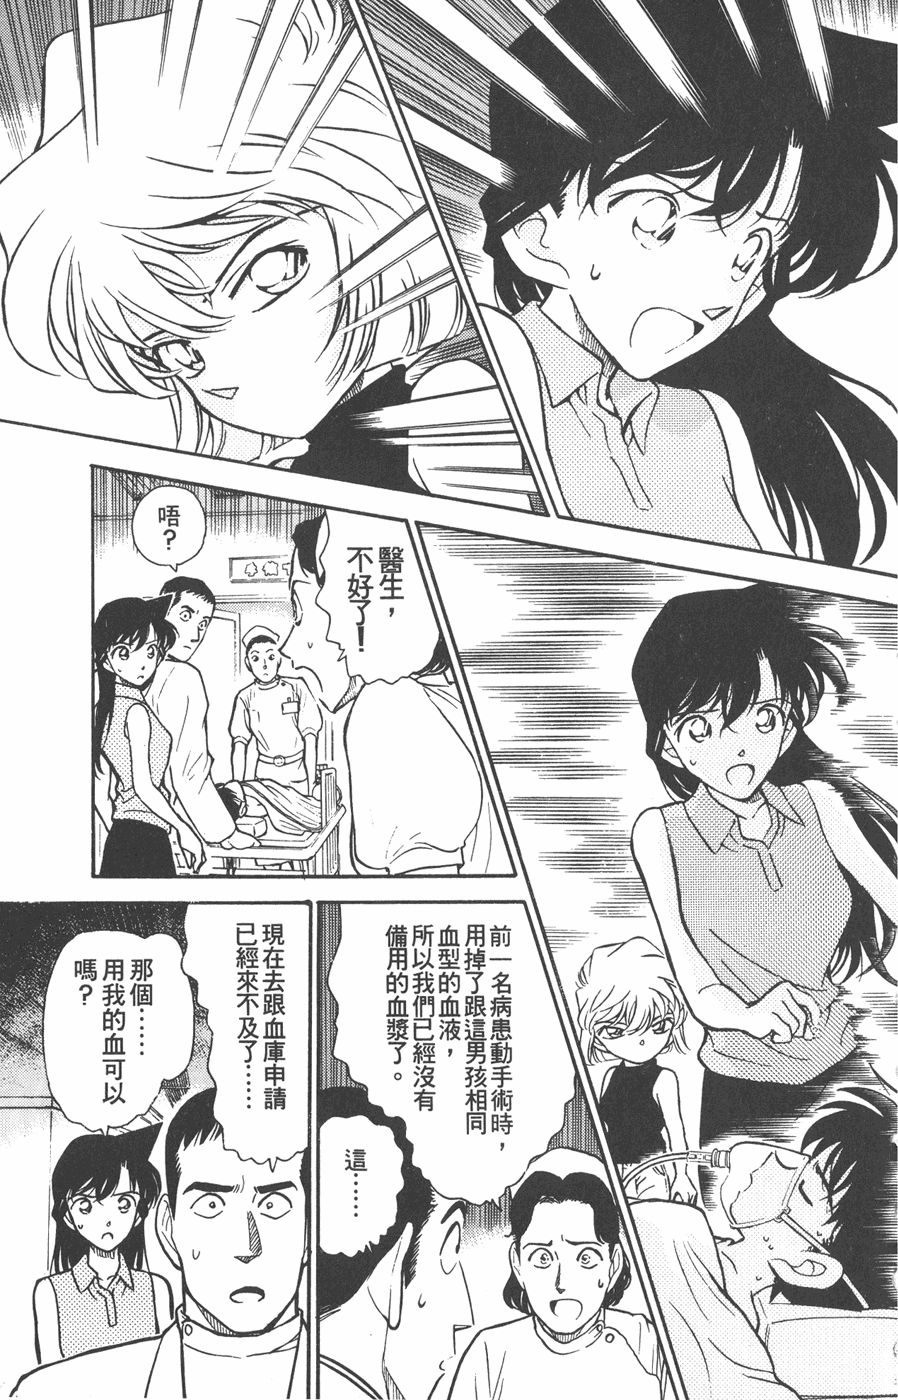 醫生，
不好了！
唔？
前一名病患動手術時，
用掉了跟這男孩相同
血型的血液，
所以我們已經沒有
備用的血漿了。
這……
現在去跟血庫申請
已經來不及了……
那個……
用我的血可以
嗎？